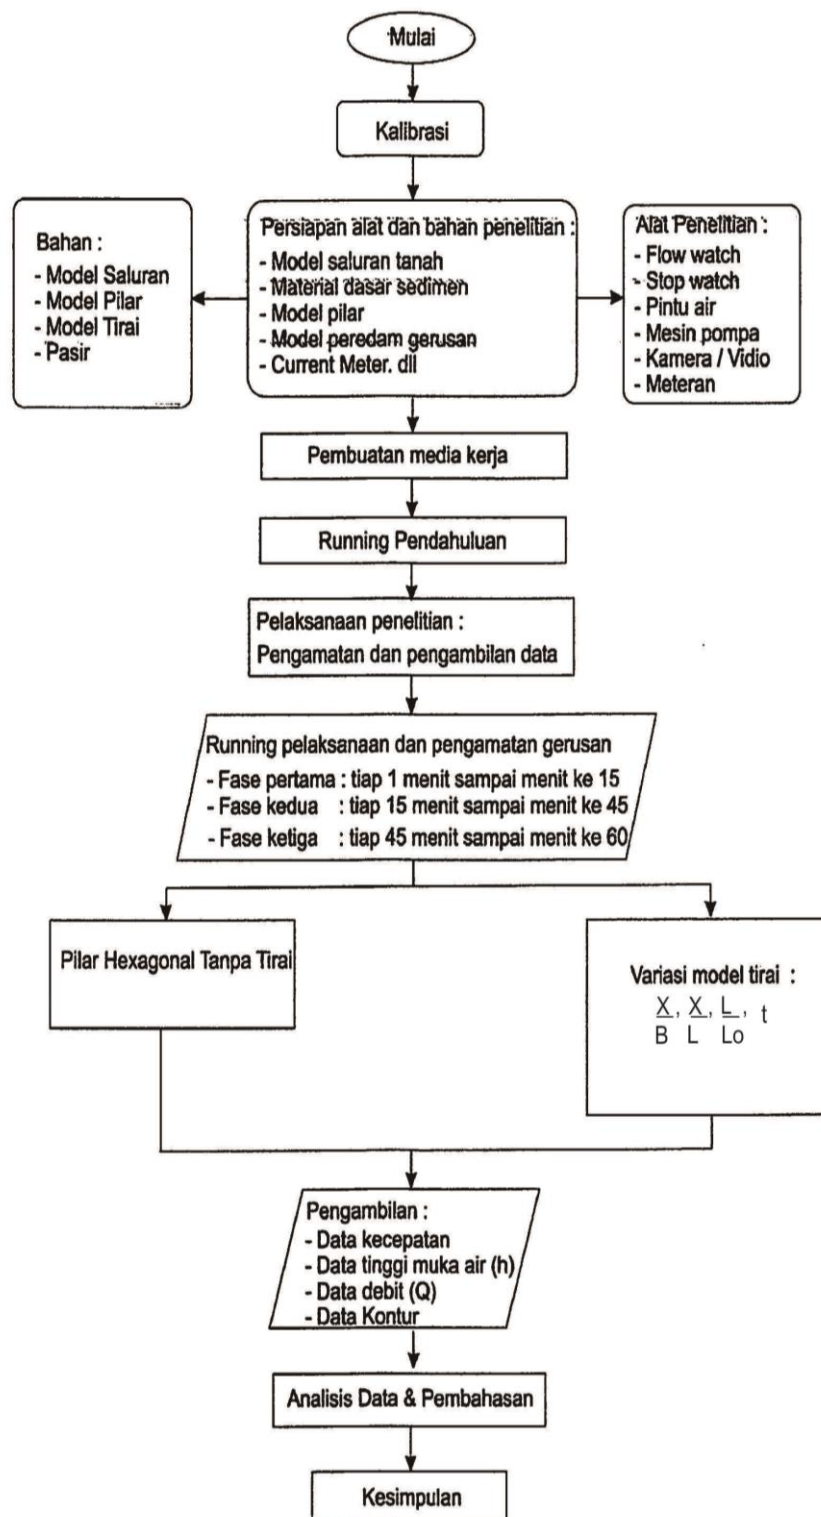 Mulai
Kalibrasi
Bahan :
- Model Saluran
- Model Pilar
- Model Tirai
- Pasir
Persiapan alat dan bahan penelitian :
- Model saluran tanah
- Material dasar sedimen
- Model pilar
- Model peredam gerusan
- Current Meter. dll
Alat Penelitian :
- Flow watch
- Stop watch
- Pintu air
- Mesin pompa
- Kamera / Vidio
- Meteran
Pembuatan media kerja
Running Pendahuluan
Pelaksanaan penelitian :
Pengamatan dan pengambilan data
Running pelaksanaan dan pengamatan gerusan
- Fase pertama : tiap 1 menit sampai menit ke 15
- Fase kedua : tiap 15 menit sampai menit ke 45
- Fase ketiga : tiap 45 menit sampai menit ke 60
Pilar Hexagonal Tanpa Tirai
Variasi model tirai :
X, X, L, t
B L Lo
Pengambilan :
- Data kecepatan
- Data tinggi muka air (h)
- Data debit (Q)
- Data Kontur
Analisis Data & Pembahasan
Kesimpulan